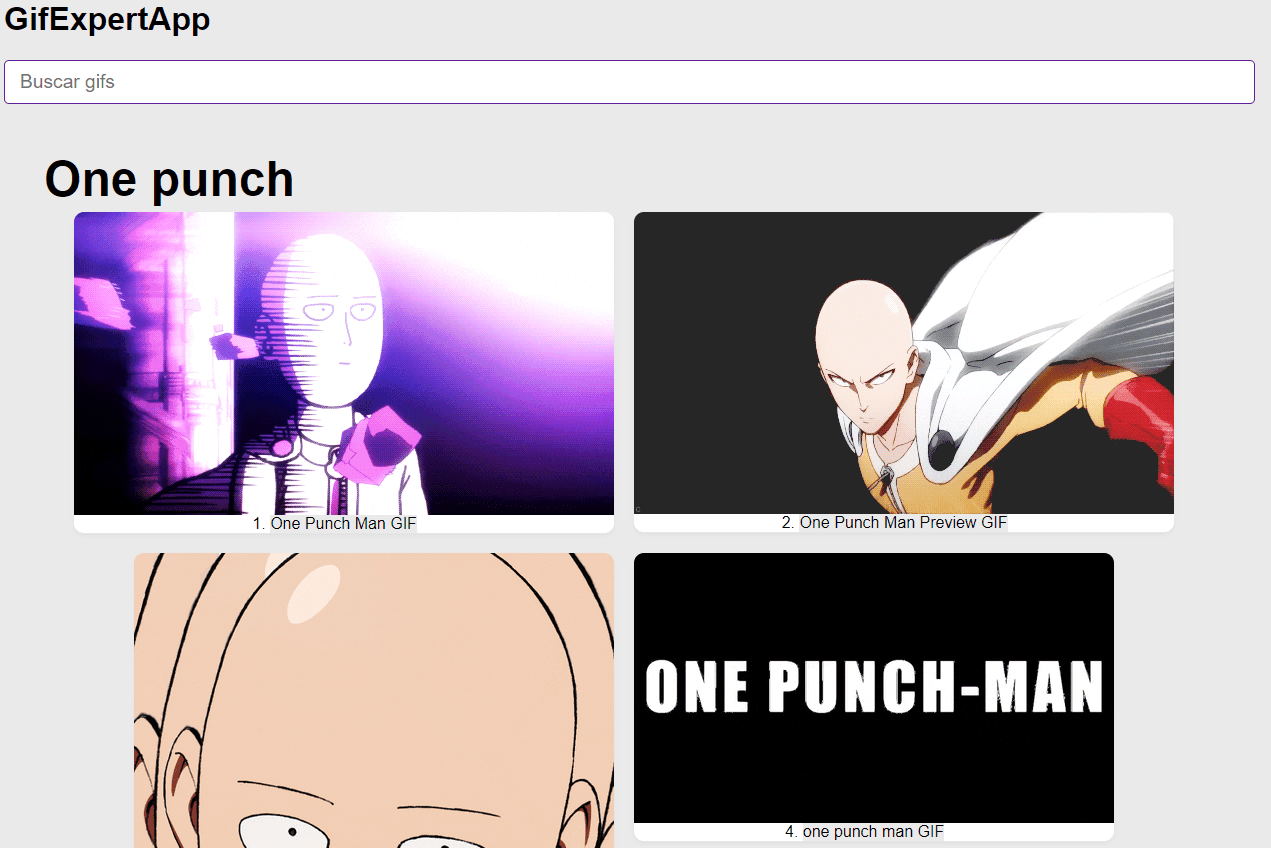 GifExpertApp
Buscar gifs
One punch
1. One Punch Man GIF
2. One Punch Man Preview GIF
ONE PUNCH-MAN
4. one punch man GIF